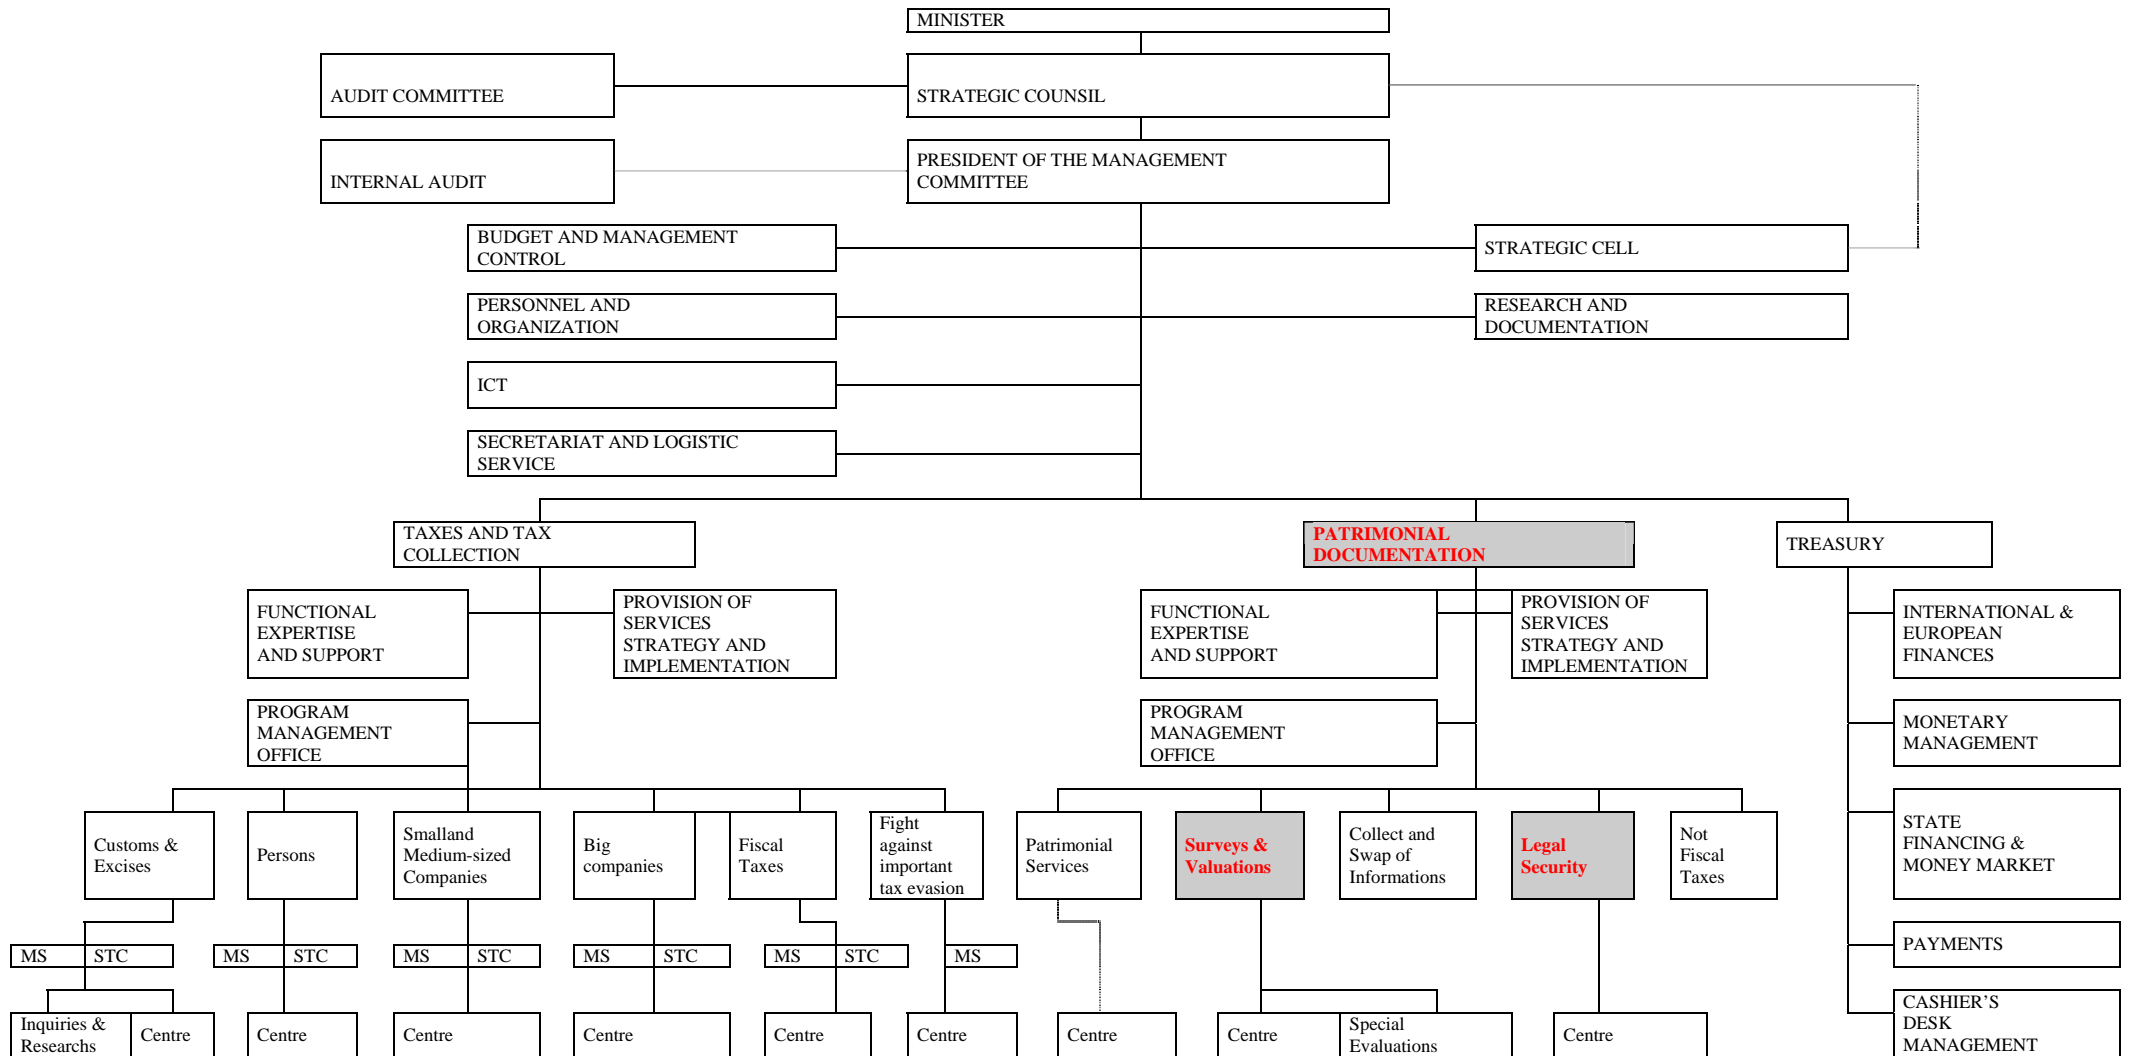 MINISTER
AUDIT COMMITTEE
STRATEGIC COUNSIL
INTERNAL AUDIT
PRESIDENT OF THE MANAGEMENT
COMMITTEE
BUDGET AND MANAGEMENT
CONTROL
STRATEGIC CELL
PERSONNEL AND
ORGANIZATION
RESEARCH AND
DOCUMENTATION
ICT
SECRETARIAT AND LOGISTIC
SERVICE
TAXES AND TAX
COLLECTION
PATRIMONIAL
DOCUMENTATION
TREASURY
FUNCTIONAL
EXPERTISE
AND SUPPORT
PROVISION OF
SERVICES
STRATEGY AND
IMPLEMENTATION
FUNCTIONAL
EXPERTISE
AND SUPPORT
PROVISION OF
SERVICES
STRATEGY AND
IMPLEMENTATION
INTERNATIONAL &
EUROPEAN
FINANCES
PROGRAM
MANAGEMENT
OFFICE
PROGRAM
MANAGEMENT
OFFICE
MONETARY
MANAGEMENT
Customs &
Excises
Persons
Smalland
Medium-sized
Companies
Big
companies
Fiscal
Taxes
Fight
against
important
tax evasion
Patrimonial
Services
Surveys &
Valuations
Collect and
Swap of
Informations
Legal
Security
Not
Fiscal
Taxes
STATE
FINANCING &
MONEY MARKET
MS STC
MS STC
MS STC
MS STC
MS STC
MS
PAYMENTS
Inquiries &
Researchs
Centre
Centre
Centre
Centre
Centre
Centre
Centre
Centre
Special
Evaluations
Centre
CASHIER'S
DESK
MANAGEMENT